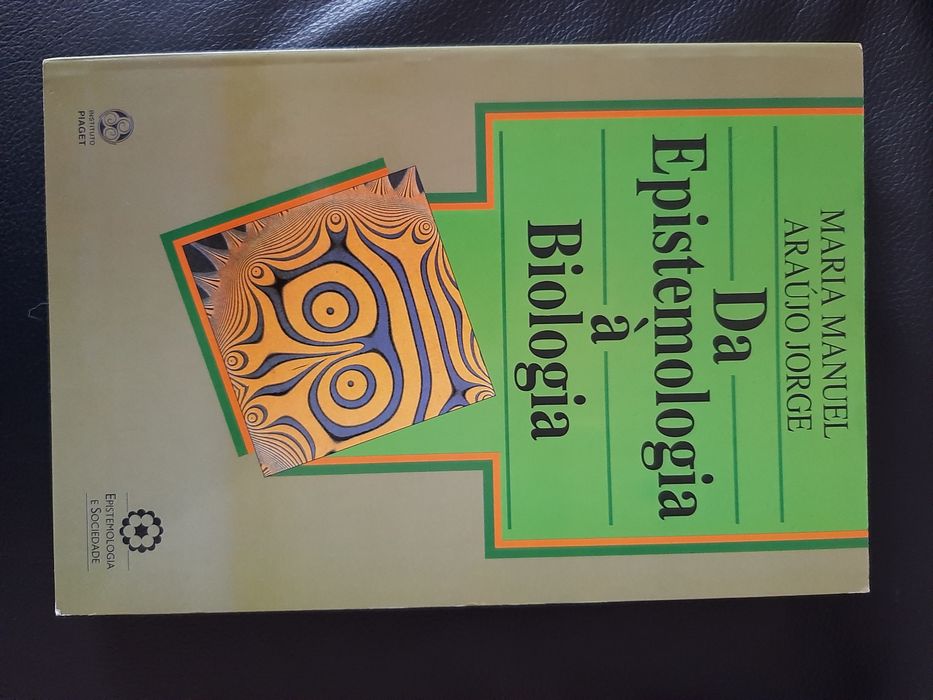 MARIA MANUEL
ARAÚJO JORGE
Da
Epistemologia
à
Biologia
INSTITUTO
PIAGET
EPISTEMOLOGIA
E SOCIEDADE